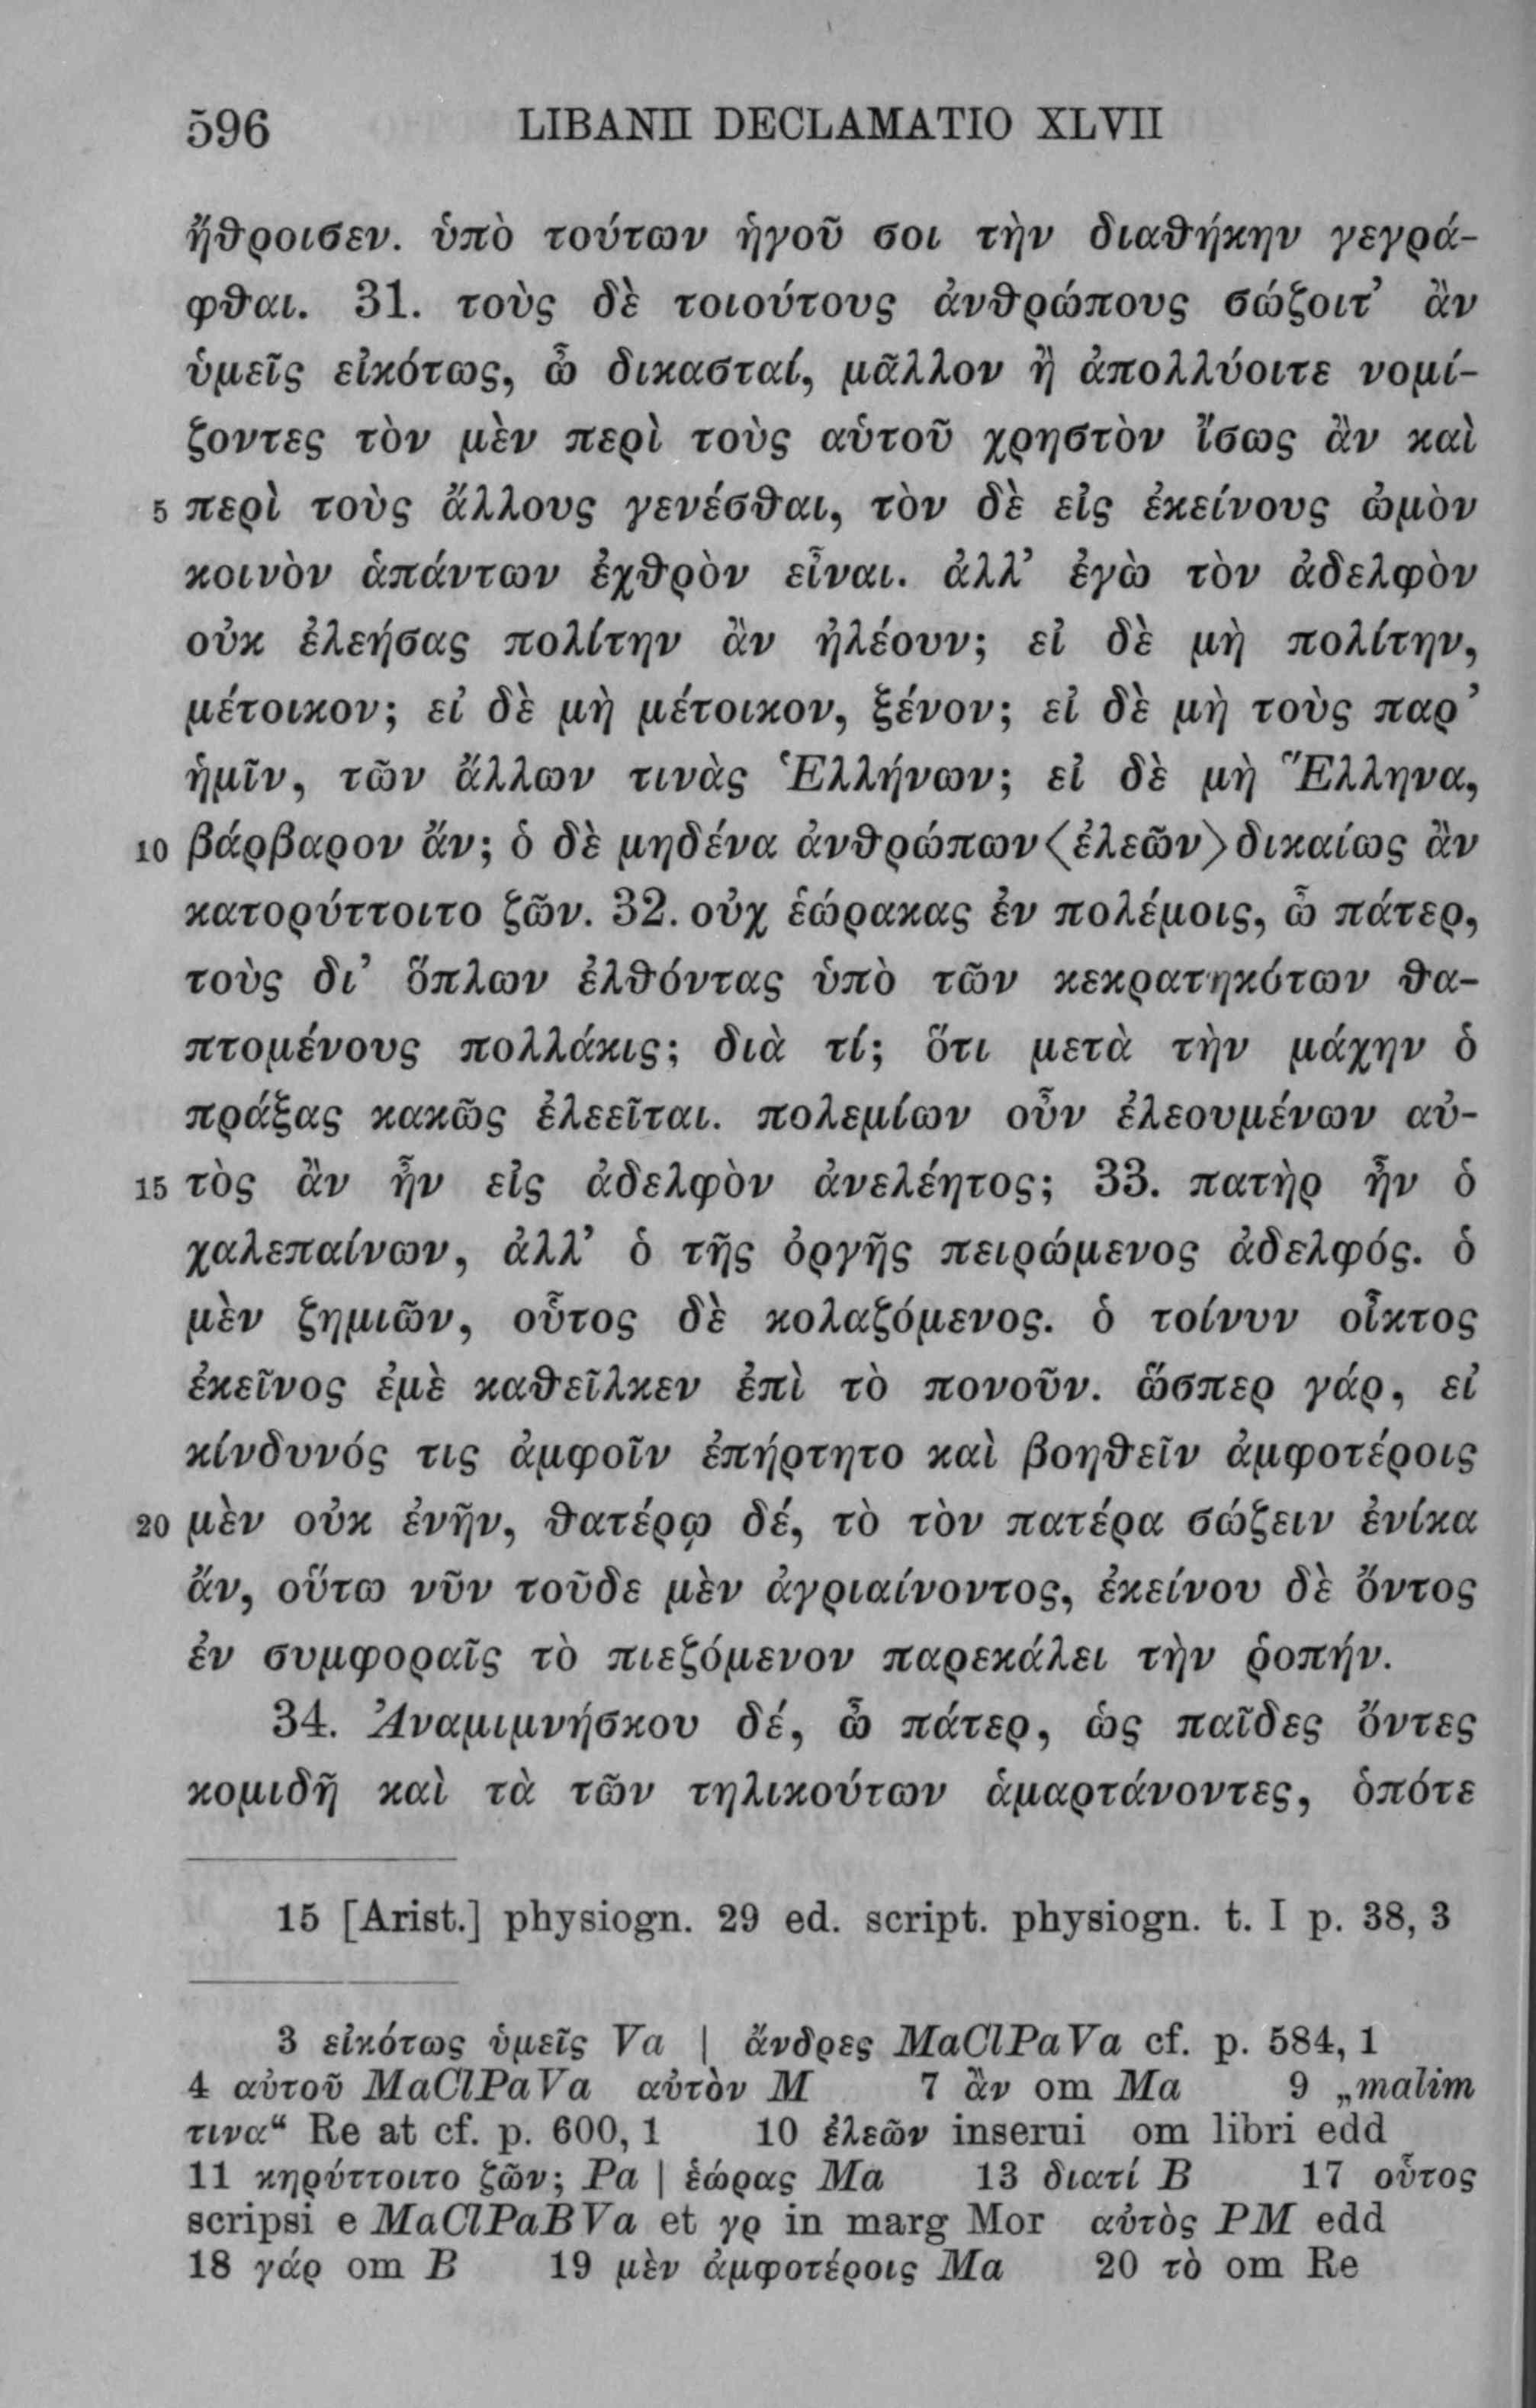 596 LIBANII DECLAMATIO XLVII
ἤθροισεν. ὑπὸ τούτων ἡγοῦ σοι τὴν διαθήκην γεγρά-
φθαι. 31. τοὺς δὲ τοιούτους ἀνθρώπους σώζοιτ’ ἂν
ὑμεῖς εἰκότως, ὦ δικασταί, μᾶλλον ἢ ἀπολλύοιτε νομί-
ζοντες τὸν μὲν περὶ τοὺς αὑτοῦ χρηστὸν ἴσως ἂν καὶ
5 περὶ τοὺς ἄλλους γενέσθαι, τὸν δὲ εἰς ἐκείνους ὠμὸν
κοινὸν ἁπάντων ἐχθρὸν εἶναι. ἀλλ’ ἐγὼ τὸν ἀδελφὸν
οὐκ ἐλεήσας πολίτην ἂν ἠλέουν; εἰ δὲ μὴ πολίτην,
μέτοικον; εἰ δὲ μὴ μέτοικον, ξένον; εἰ δὲ μὴ τοὺς παρ’
ἡμῖν, τῶν ἄλλων τινὰς Ἑλλήνων; εἰ δὲ μὴ Ἕλληνα,
10 βάρβαρον ἄν; ὁ δὲ μηδένα ἀνθρώπων ⟨ἐλεῶν⟩ δικαίως ἂν
κατορύττοιτο ζῶν. 32. οὐχ ἑώρακας ἐν πολέμοις, ὦ πάτερ,
τοὺς δι’ ὅπλων ἐλθόντας ὑπὸ τῶν κεκρατηκότων θα-
πτομένους πολλάκις; διὰ τί; ὅτι μετὰ τὴν μάχην ὁ
πράξας κακῶς ἐλεεῖται. πολεμίων οὖν ἐλεουμένων αὐ-
15 τὸς ἂν ἦν εἰς ἀδελφὸν ἀνελέητος; 33. πατὴρ ἦν ὁ
χαλεπαίνων, ἀλλ’ ὁ τῆς ὀργῆς πειρώμενος ἀδελφός. ὁ
μὲν ζημιῶν, οὗτος δὲ κολαζόμενος. ὁ τοίνυν οἶκτος
ἐκεῖνος ἐμὲ καθεῖλκεν ἐπὶ τὸ πονοῦν. ὥσπερ γάρ, εἰ
κίνδυνός τις ἀμφοῖν ἐπήρτητο καὶ βοηθεῖν ἀμφοτέροις
20 μὲν οὐκ ἐνῆν, θατέρῳ δέ, τὸ τὸν πατέρα σώζειν ἐνίκα
ἄν, οὕτω νῦν τοῦδε μὲν ἀγριαίνοντος, ἐκείνου δὲ ὄντος
ἐν συμφοραῖς τὸ πιεζόμενον παρεκάλει τὴν ῥοπήν.
34. Ἀναμιμνήσκου δέ, ὦ πάτερ, ὡς παῖδες ὄντες
κομιδῆ καὶ τὰ τῶν τηλικούτων ἁμαρτάνοντες, ὁπότε
15 [Arist.] physiogn. 29 ed. script. physiogn. t. I p. 38, 3
3 εἰκότως ὑμεῖς Va | ἄνδρες MaClPaVa cf. p. 584, 1
4 αὑτοῦ MaClPaVa αὐτὸν M 7 ἂν om Ma 9 „malim
τινα“ Re at cf. p. 600, 1 10 ἐλεῶν inserui om libri edd
11 κηρύττοιτο ζῶν; Pa | ἑώρας Ma 13 διατί B 17 οὗτος
scripsi e MaClPaBVa et γρ in marg Mor αὐτὸς PM edd
18 γάρ om B 19 μὲν ἀμφοτέροις Ma 20 τὸ om Re